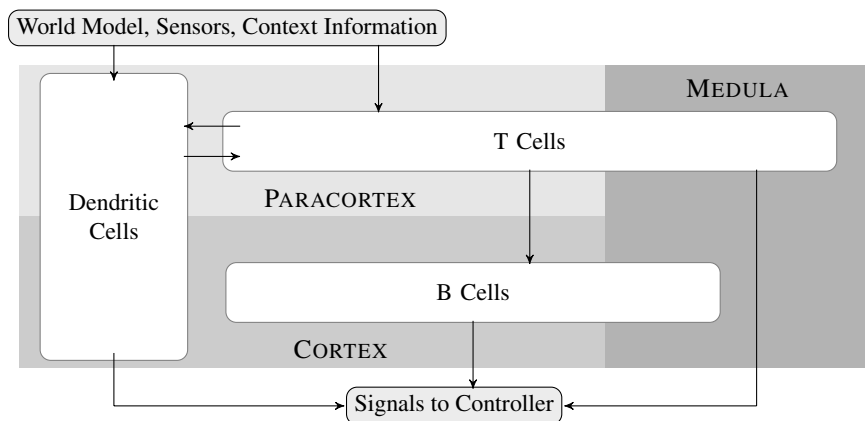 World Model, Sensors, Context Information
MEDULA
T Cells
PARACORTEX
Dendritic
Cells
B Cells
CORTEX
Signals to Controller